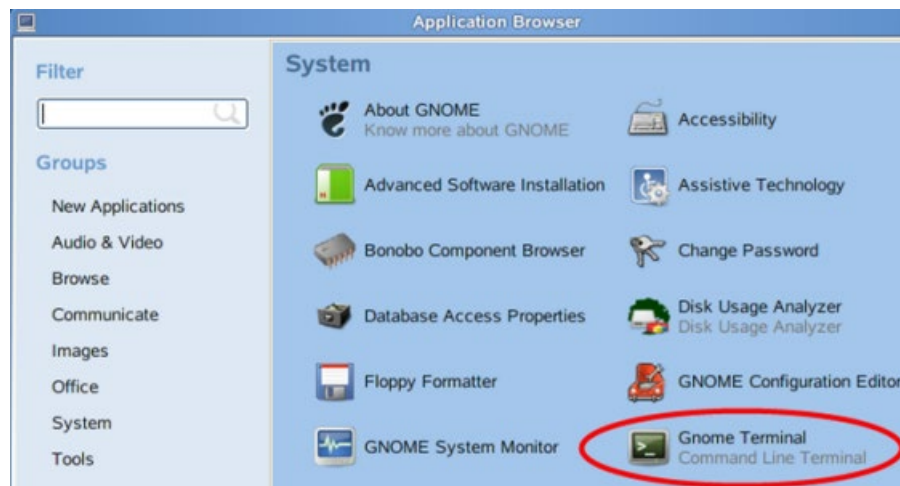 Application Browser
Filter
Groups
New Applications
Audio & Video
Browse
Communicate
Images
Office
System
Tools
System
About GNOME
Know more about GNOME
Accessibility
Advanced Software Installation
Assistive Technology
Bonobo Component Browser
Change Password
Database Access Properties
Disk Usage Analyzer
Disk Usage Analyzer
Floppy Formatter
GNOME Configuration Editor
GNOME System Monitor
Gnome Terminal
Command Line Terminal